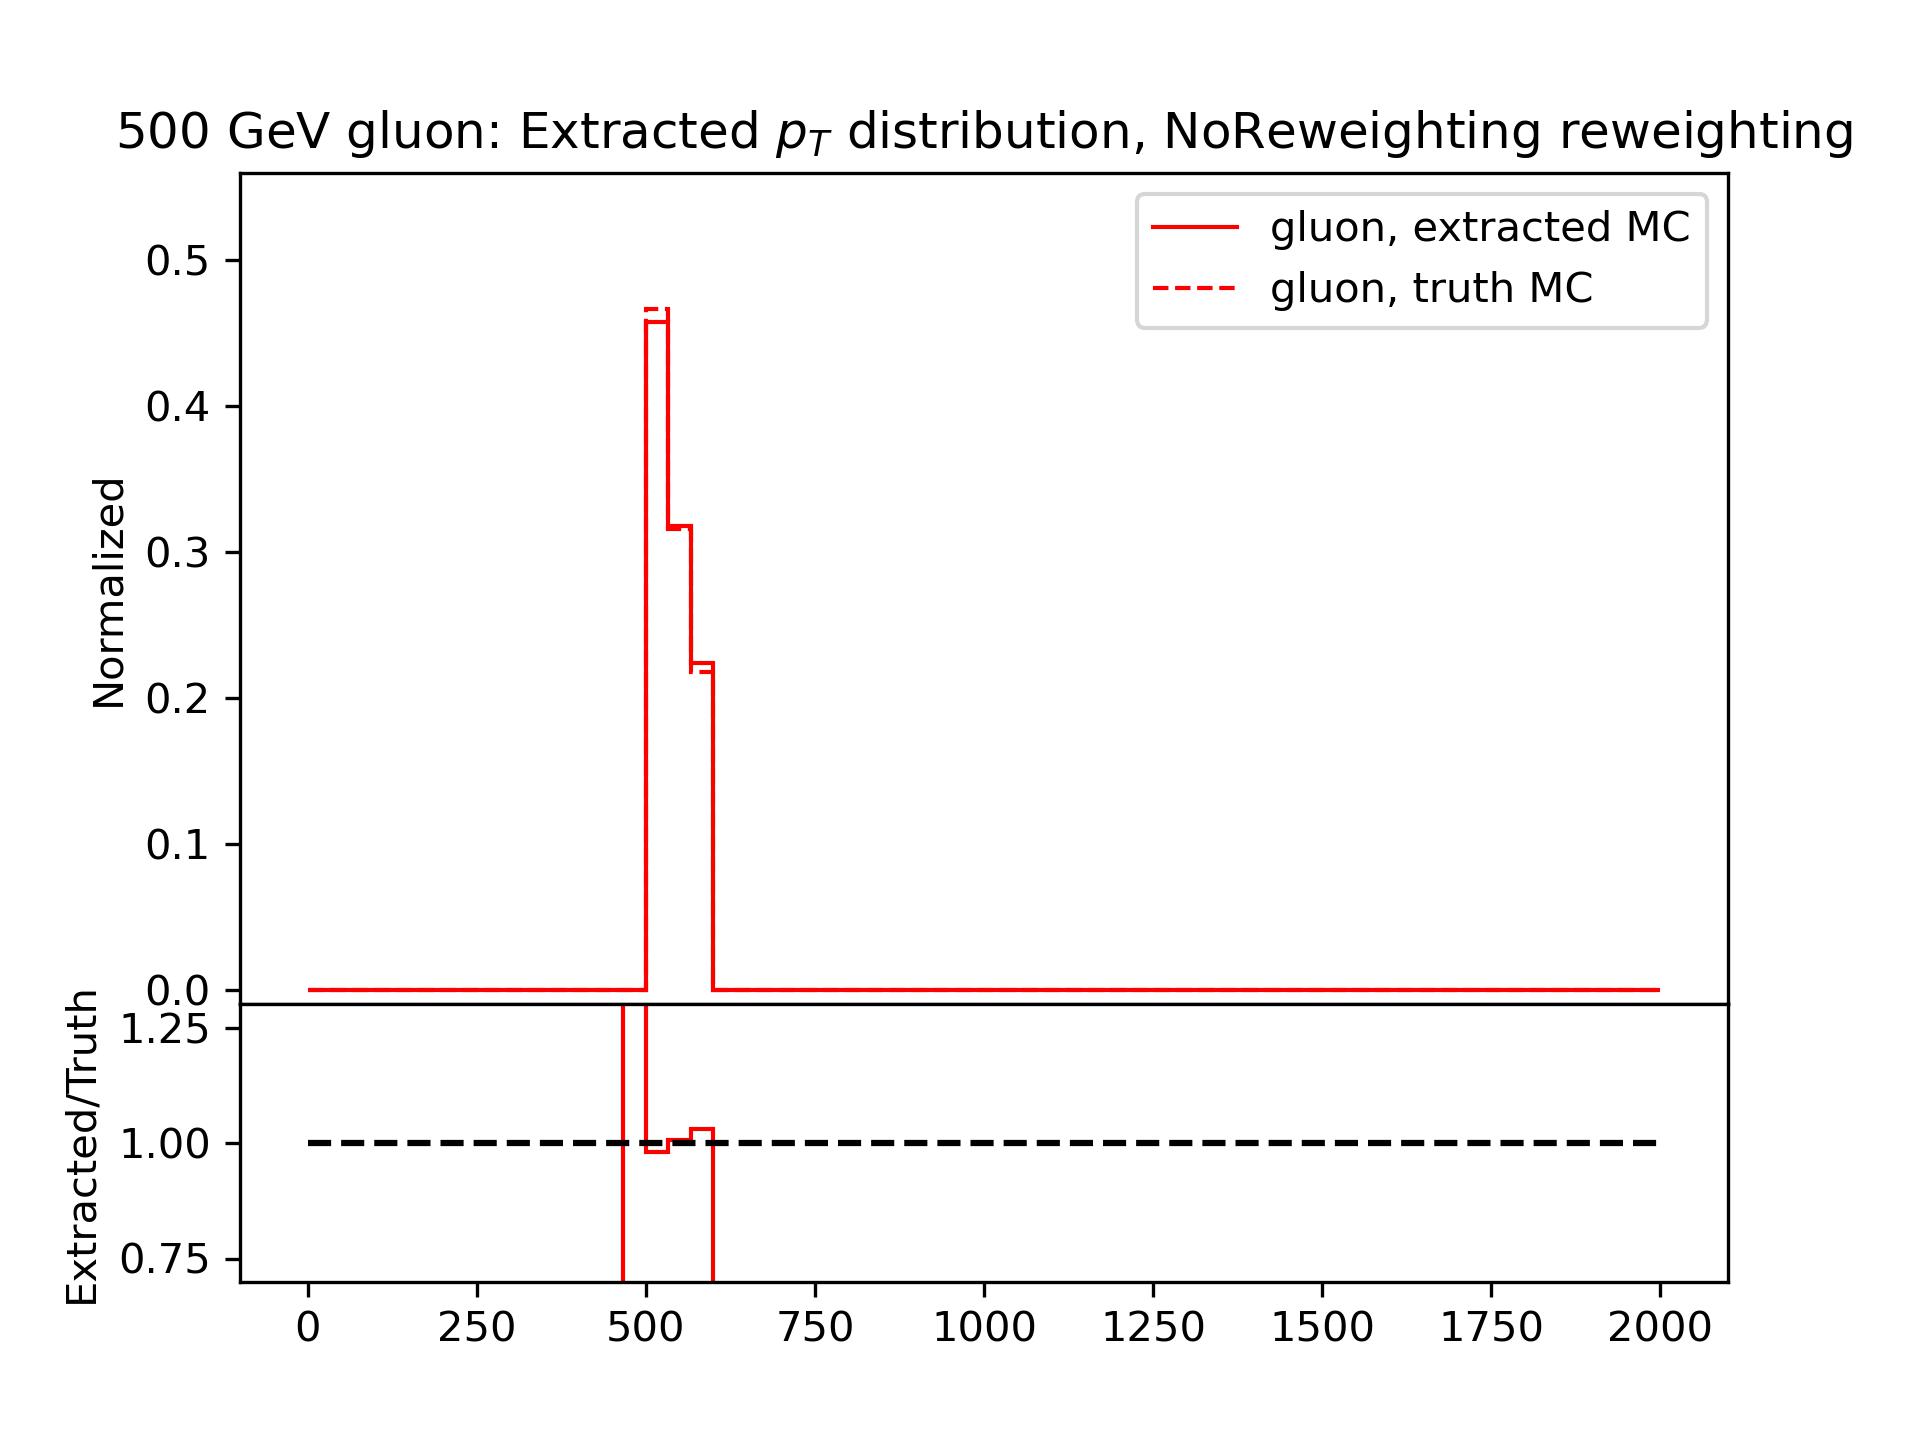 500 GeV gluon: Extracted p_T distribution, NoReweighting reweighting
gluon, extracted MC
gluon, truth MC
Normalized
0.5
0.4
0.3
0.2
0.1
0.0
Extracted/Truth
1.25
1.00
0.75
0 250 500 750 1000 1250 1500 1750 2000